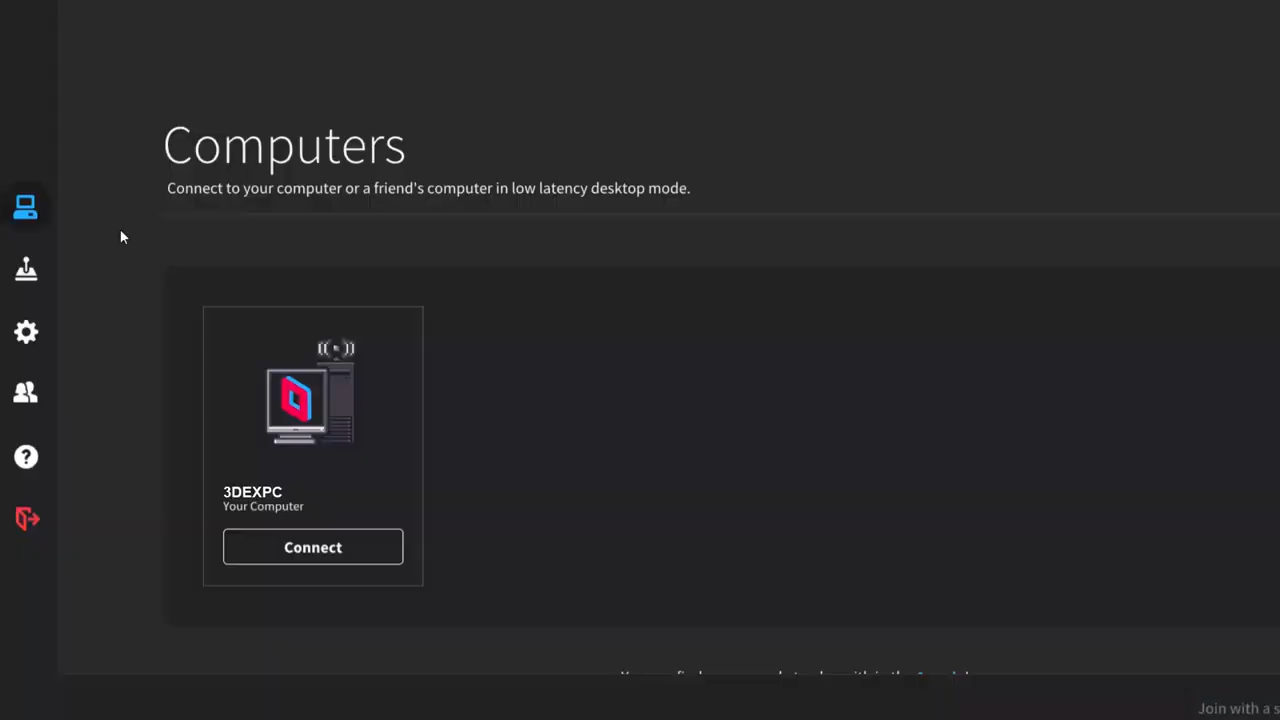 Computers
Connect to your computer or a friend's computer in low latency desktop mode.
3DEXPC
Your Computer
Connect
Join with a s